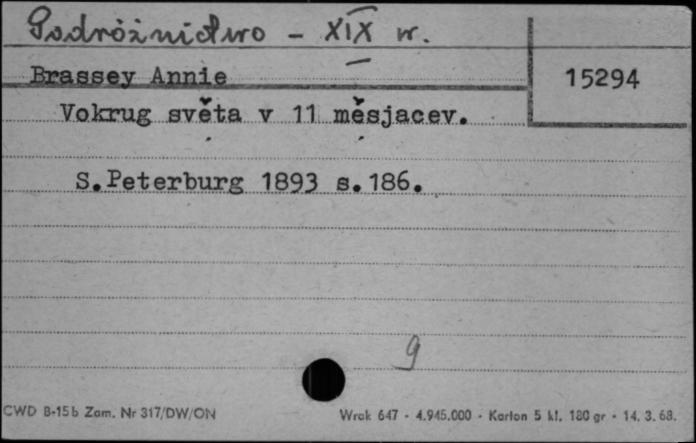 Podróżnictwo - XIX w.
Brassey Annie
15294
Vokrug světa v 11 měsjacev.
S.Peterburg 1893 s.186.
9
CWD B-15b Zam. Nr 317/DW/ON
Wrak 647 - 4.945.000 - Karton 5 kl. 180 gr - 14. 3. 68.